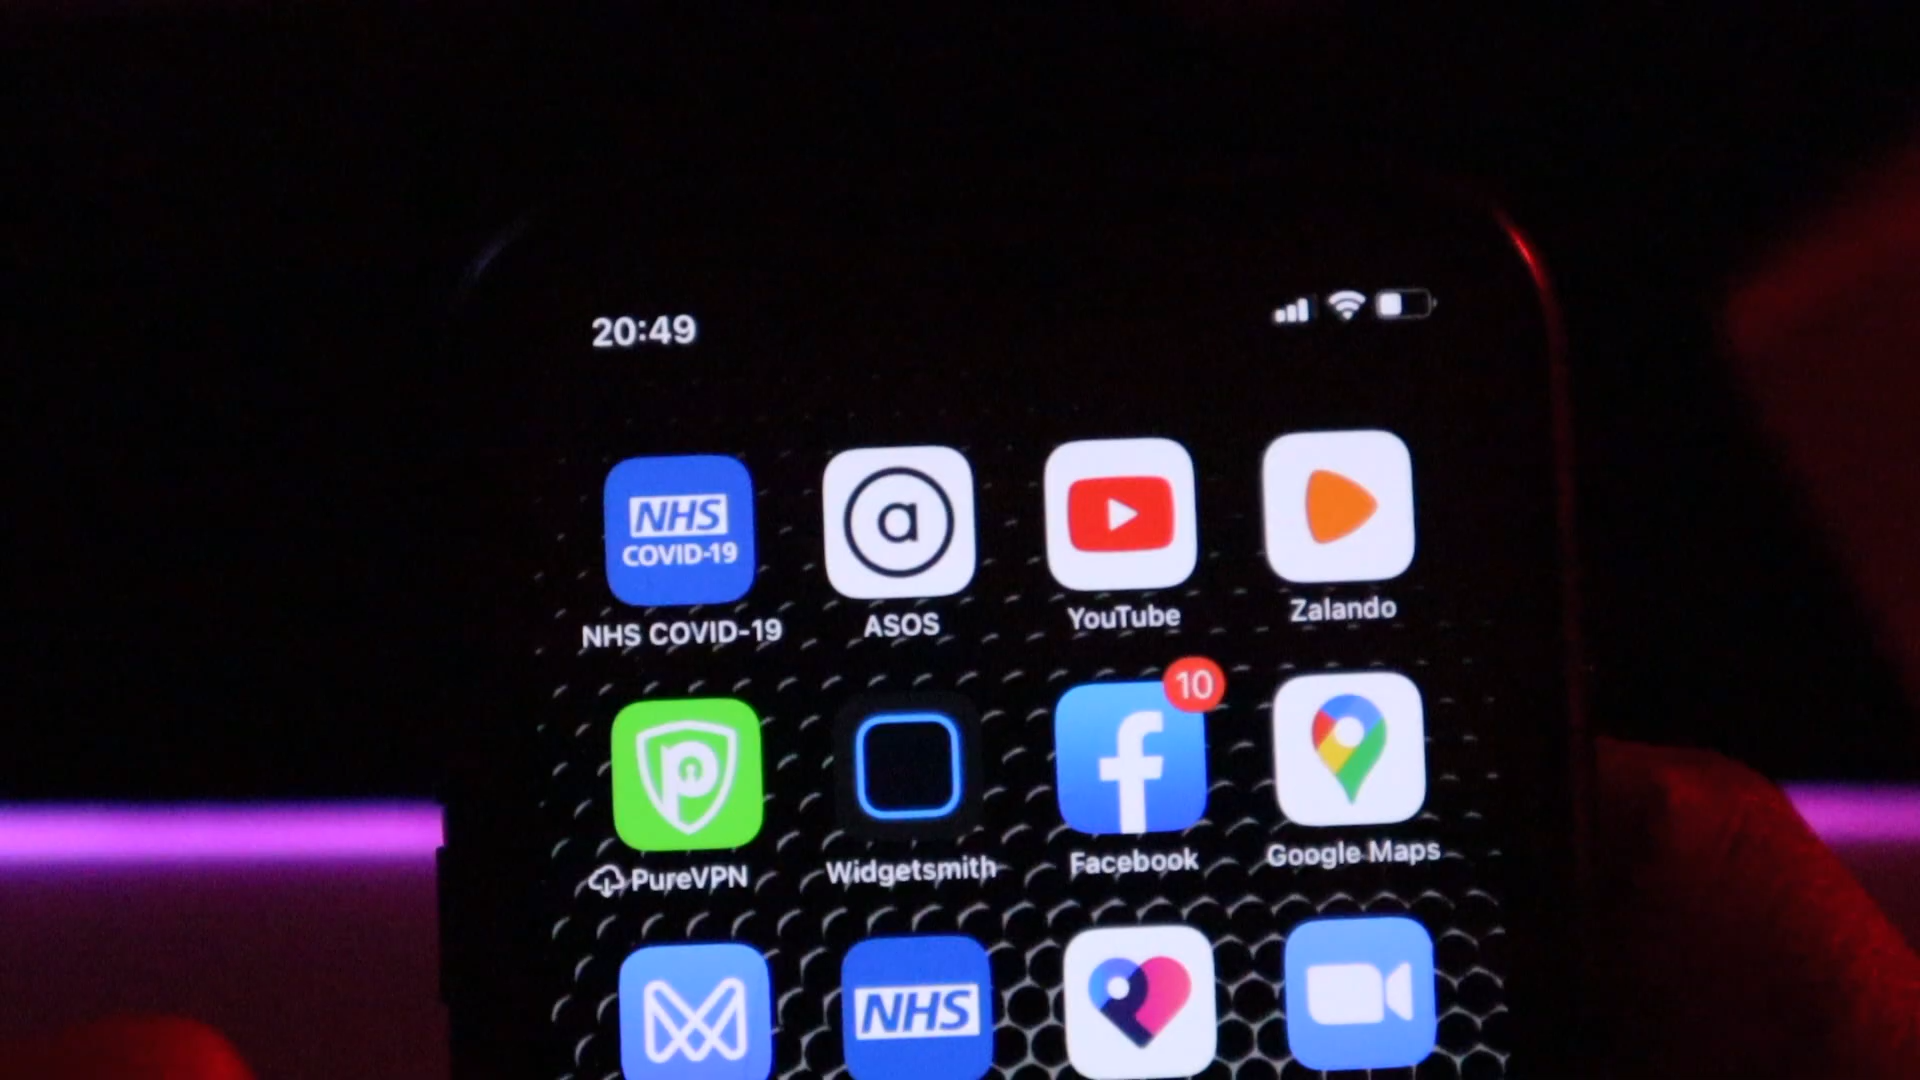 20:49
NHS
COVID-19
a
NHS COVID-19
ASOS
YouTube
Zalando
10
PureVPN
Widgetsmith
Facebook
Google Maps
NHS